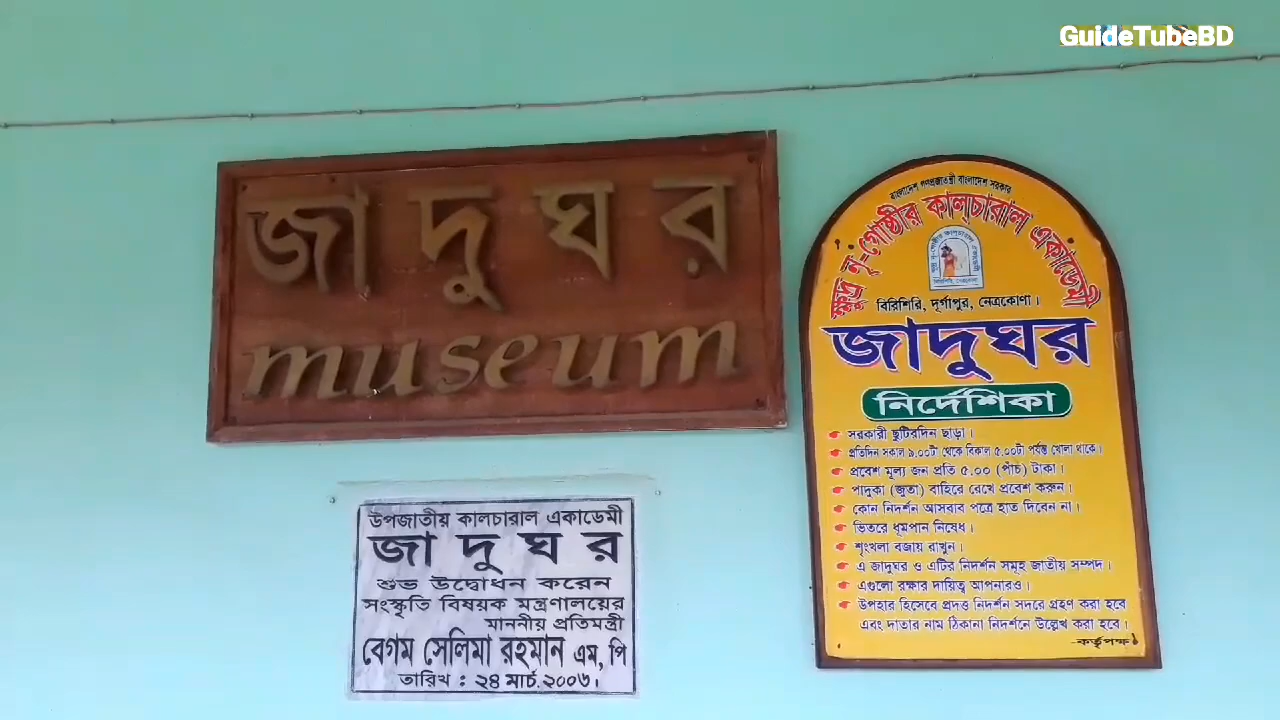 GuideTubeBD
জাদুঘর
museum
উপজাতীয় কালচারাল একাডেমী
জাদুঘর
শুভ উদ্বোধন করেন
সংস্কৃতি বিষয়ক মন্ত্রণালয়ের
মাননীয় প্রতিমন্ত্রী
বেগম সেলিমা রহমান এম, পি
তারিখ : ২৪ মার্চ, ২০০৬।
গণপ্রজাতন্ত্রী বাংলাদেশ সরকার
ক্ষুদ্র নৃ-গোষ্ঠীর কাল্চারাল একাডেমী
বিরিশিরি, দূর্গাপুর, নেত্রকোণা।
জাদুঘর
নির্দেশিকা
সরকারী ছুটিরদিন ছাড়া।
প্রতিদিন সকাল ৯.০০টা থেকে বিকাল ৫.০০টা পর্যন্ত খোলা থাকে।
প্রবেশ মূল্য জন প্রতি ৫.০০ (পাঁচ) টাকা।
পাদুকা (জুতা) বাহিরে রেখে প্রবেশ করুন।
কোন নিদর্শন আসবাব পত্রে হাত দিবেন না।
ভিতরে ধূমপান নিষেধ।
শৃংখলা বজায় রাখুন।
এ জাদুঘর ও এটির নিদর্শন সমূহ জাতীয় সম্পদ।
এগুলো রক্ষার দায়িত্ব আপনারও।
উপহার হিসেবে প্রদত্ত নিদর্শন সদরে গ্রহণ করা হবে
এবং দাতার নাম ঠিকানা নিদর্শনে উল্লেখ করা হবে।
-কর্তৃপক্ষ